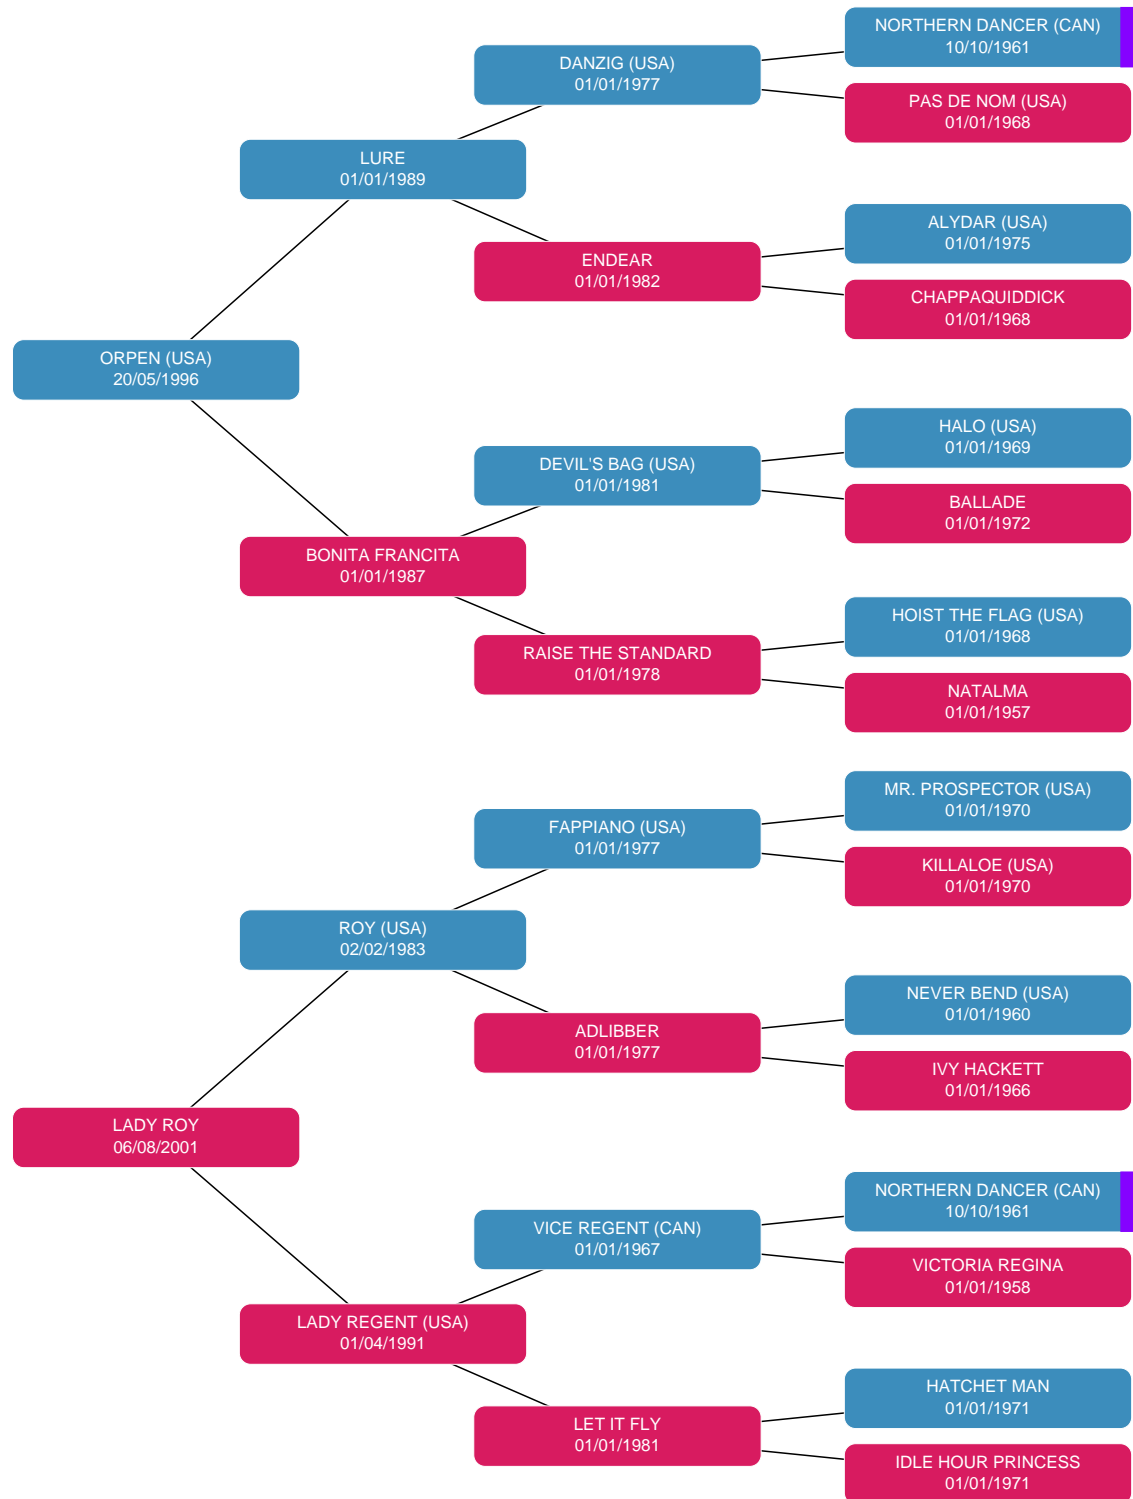 NORTHERN DANCER (CAN)
10/10/1961
DANZIG (USA)
01/01/1977
PAS DE NOM (USA)
01/01/1968
LURE
01/01/1989
ALYDAR (USA)
01/01/1975
ENDEAR
01/01/1982
CHAPPAQUIDDICK
01/01/1968
ORPEN (USA)
20/05/1996
HALO (USA)
01/01/1969
DEVIL'S BAG (USA)
01/01/1981
BALLADE
01/01/1972
BONITA FRANCITA
01/01/1987
HOIST THE FLAG (USA)
01/01/1968
RAISE THE STANDARD
01/01/1978
NATALMA
01/01/1957
MR. PROSPECTOR (USA)
01/01/1970
FAPPIANO (USA)
01/01/1977
KILLALOE (USA)
01/01/1970
ROY (USA)
02/02/1983
NEVER BEND (USA)
01/01/1960
ADLIBBER
01/01/1977
IVY HACKETT
01/01/1966
LADY ROY
06/08/2001
NORTHERN DANCER (CAN)
10/10/1961
VICE REGENT (CAN)
01/01/1967
VICTORIA REGINA
01/01/1958
LADY REGENT (USA)
01/04/1991
HATCHET MAN
01/01/1971
LET IT FLY
01/01/1981
IDLE HOUR PRINCESS
01/01/1971